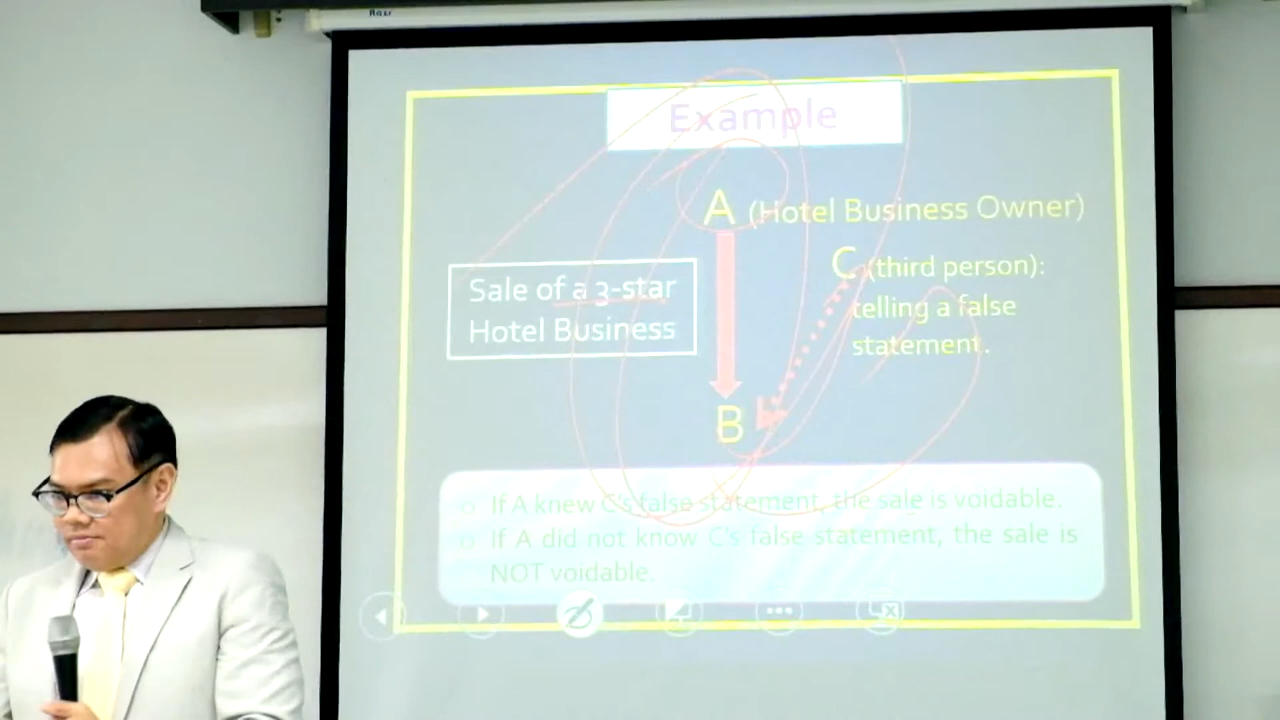 Example
A (Hotel Business Owner)
C (third person):
telling a false
statement.
Sale of a 3-star
Hotel Business
B
If A knew C's false statement, the sale is voidable.
If A did not know C's false statement, the sale is
NOT voidable.